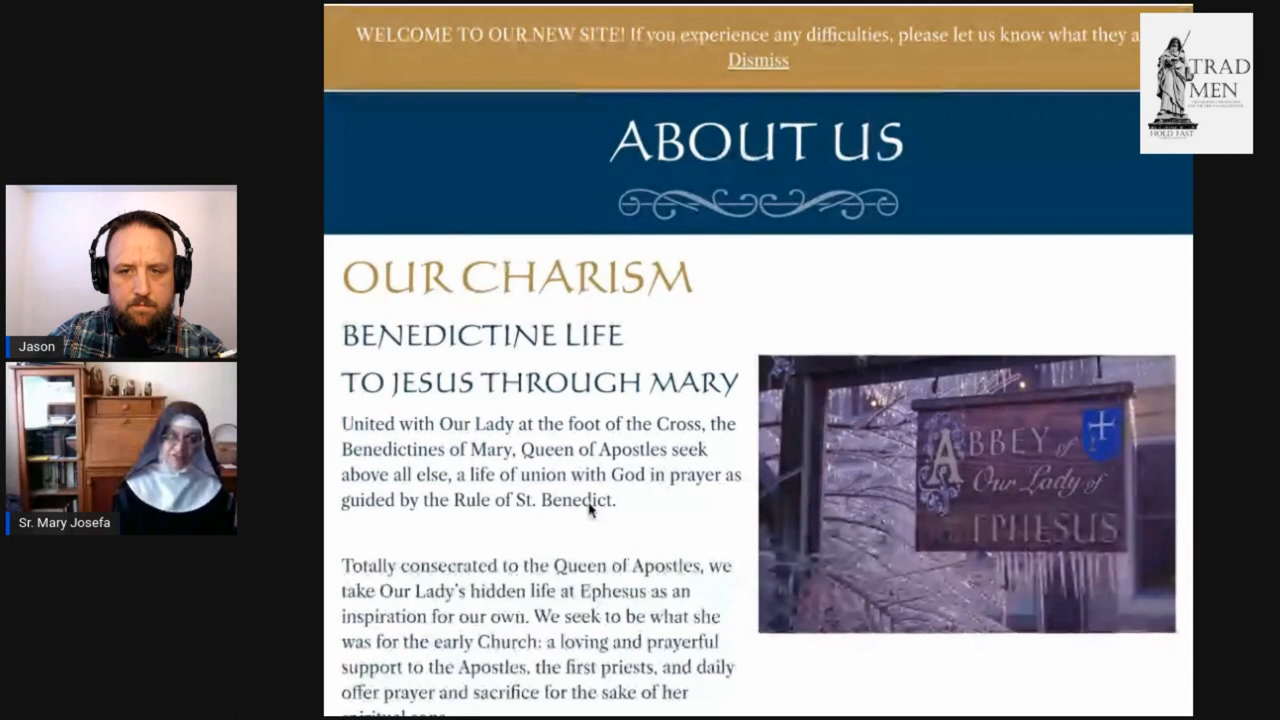 WELCOME TO OUR NEW SITE! If you experience any difficulties, please let us know what they a
Dismiss
TRAD
MEN
HOLD FAST
ABOUT US
OUR CHARISM
BENEDICTINE LIFE
TO JESUS THROUGH MARY
United with Our Lady at the foot of the Cross, the
Benedictines of Mary, Queen of Apostles seek
above all else, a life of union with God in prayer as
guided by the Rule of St. Benedict.
Totally consecrated to the Queen of Apostles, we
take Our Lady's hidden life at Ephesus as an
inspiration for our own. We seek to be what she
was for the early Church: a loving and prayerful
support to the Apostles, the first priests, and daily
offer prayer and sacrifice for the sake of her
spiritual sons
ABBEY of
Our Lady of
EPHESUS
Jason
Sr. Mary Josefa